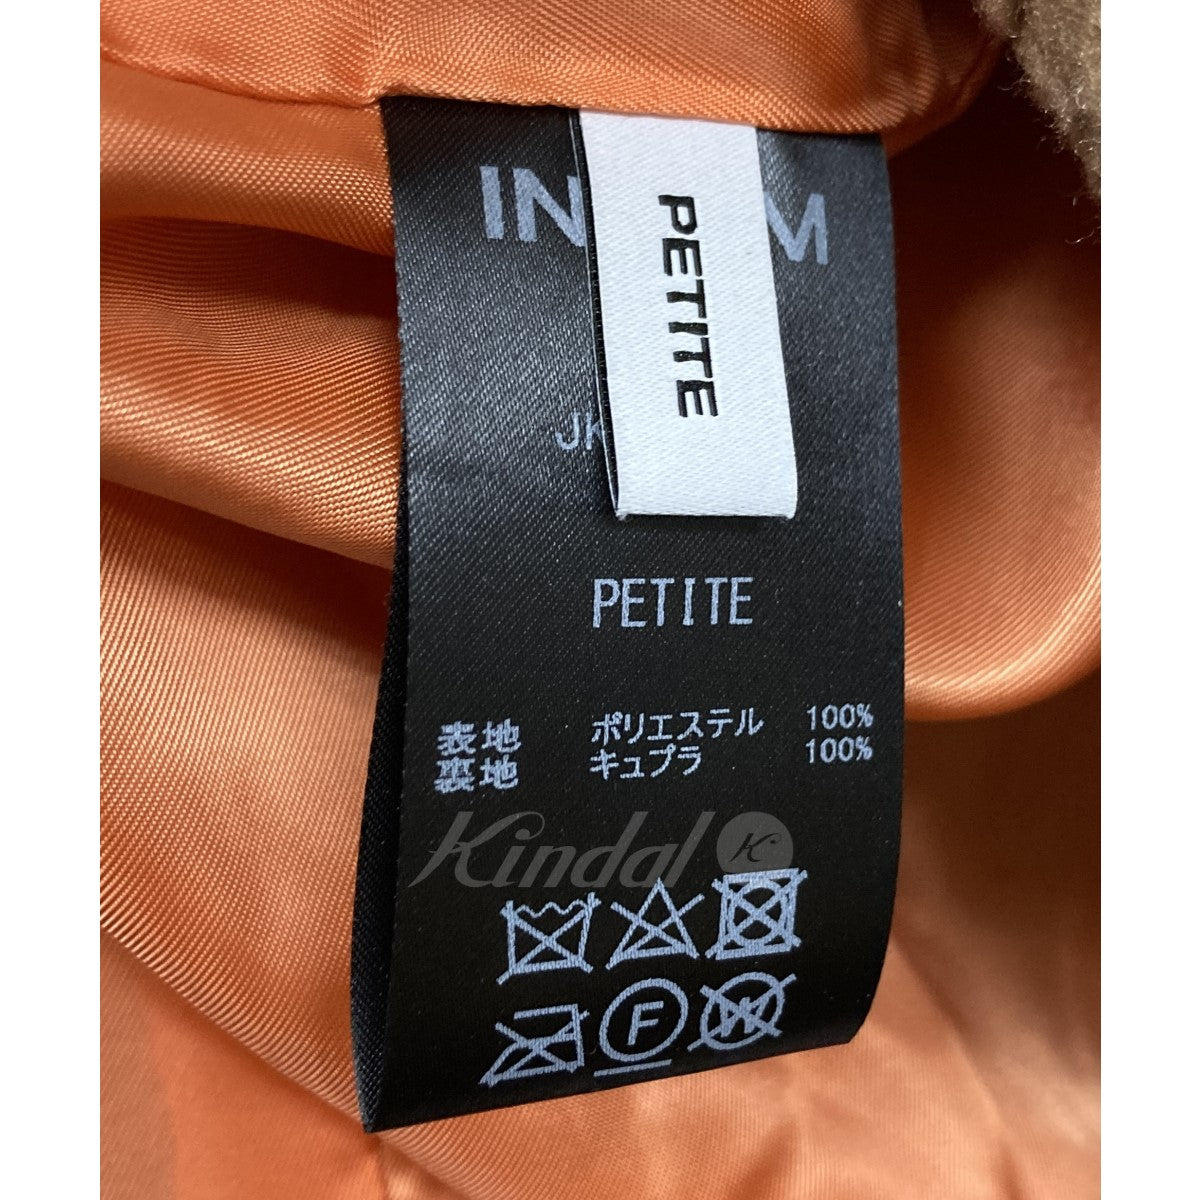 PETITE
PETITE
表地 ポリエステル 100%
裏地 キュプラ 100%
Kindal K
F
W